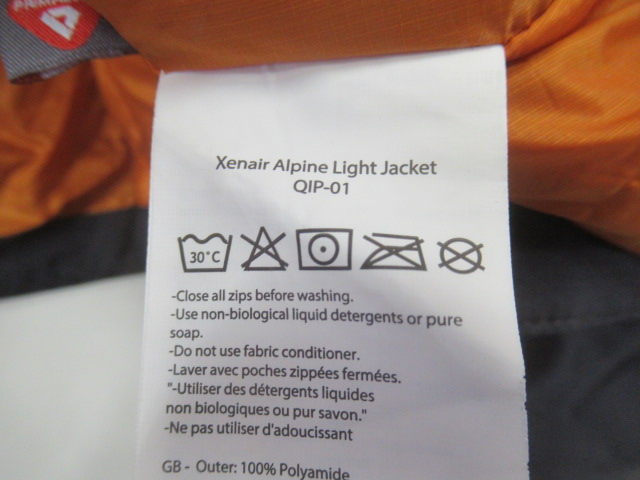 Xenair Alpine Light Jacket
QIP-01
30°C
-Close all zips before washing.
-Use non-biological liquid detergents or pure
soap.
-Do not use fabric conditioner.
-Laver avec poches zippées fermées.
"-Utiliser des détergents liquides
non biologiques ou pur savon."
-Ne pas utiliser d'adoucissant
GB - Outer: 100% Polyamide